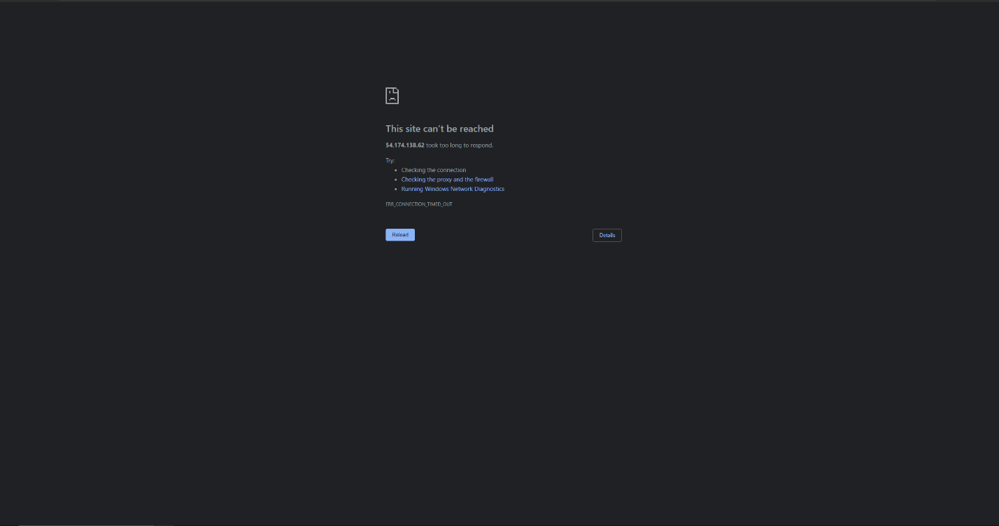 This site can’t be reached
54.174.138.62 took too long to respond.
Try:
• Checking the connection
• Checking the proxy and the firewall
• Running Windows Network Diagnostics
ERR_CONNECTION_TIMED_OUT
Reload
Details